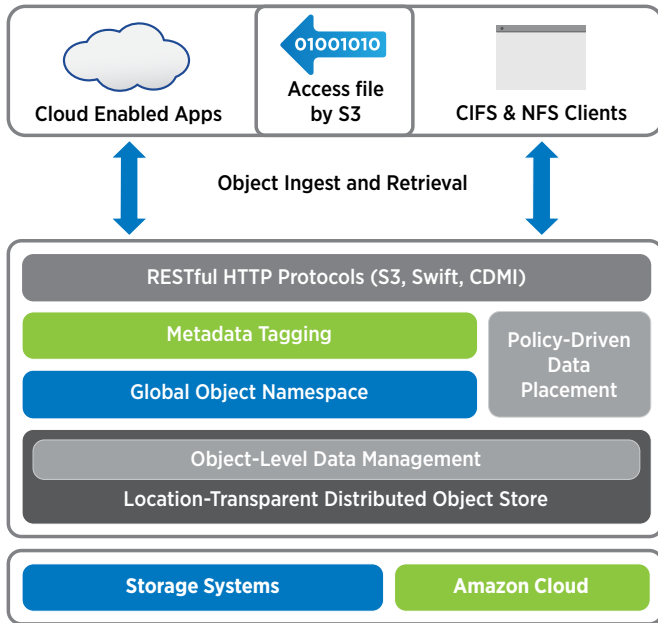 01001010
Cloud Enabled Apps
Access file
by S3
CIFS & NFS Clients
Object Ingest and Retrieval
RESTful HTTP Protocols (S3, Swift, CDMI)
Metadata Tagging
Policy-Driven
Data
Placement
Global Object Namespace
Object-Level Data Management
Location-Transparent Distributed Object Store
Storage Systems
Amazon Cloud